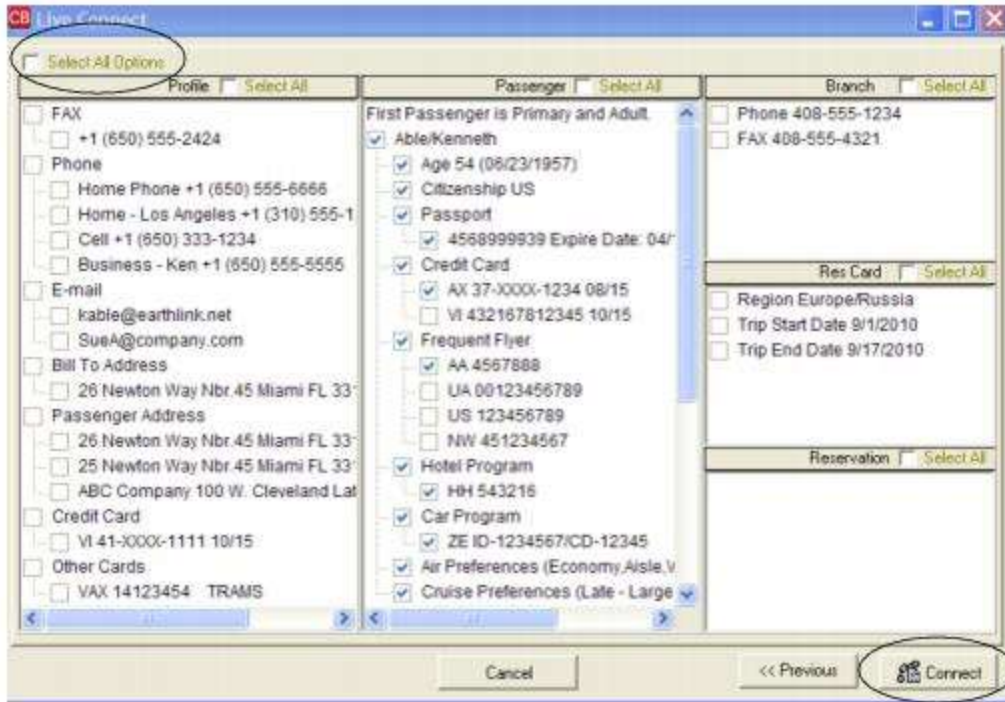 CB Live Connect
Select All Options
Profile Select All
FAX
+1 (650) 555-2424
Phone
Home Phone +1 (650) 555-6666
Home - Los Angeles +1 (310) 555-1
Cell +1 (650) 333-1234
Business - Ken +1 (650) 555-5555
E-mail
kable@earthlink.net
SueA@company.com
Bill To Address
26 Newton Way Nbr.45 Miami FL 33
Passenger Address
26 Newton Way Nbr.45 Miami FL 33
25 Newton Way Nbr.45 Miami FL 33
ABC Company 100 W. Cleveland Lat
Credit Card
VI 41-XXXX-1111 10/15
Other Cards
VAX 14123454 TRAMS
Passenger Select All
First Passenger is Primary and Adult.
Able/Kenneth
Age 54 (06/23/1957)
Citizenship US
Passport
4568999939 Expire Date: 04/
Credit Card
AX 37-XXXX-1234 08/15
VI 432167812345 10/15
Frequent Flyer
AA 4567888
UA 00123456789
US 123456789
NW 451234567
Hotel Program
HH 543216
Car Program
ZE ID-1234567/CD-12345
Air Preferences (Economy,Aisle,V
Cruise Preferences (Late - Large
Branch Select All
Phone 408-555-1234
FAX 408-555-4321
Res Card Select All
Region Europe/Russia
Trip Start Date 9/1/2010
Trip End Date 9/17/2010
Reservation Select All
Cancel
<< Previous
Connect